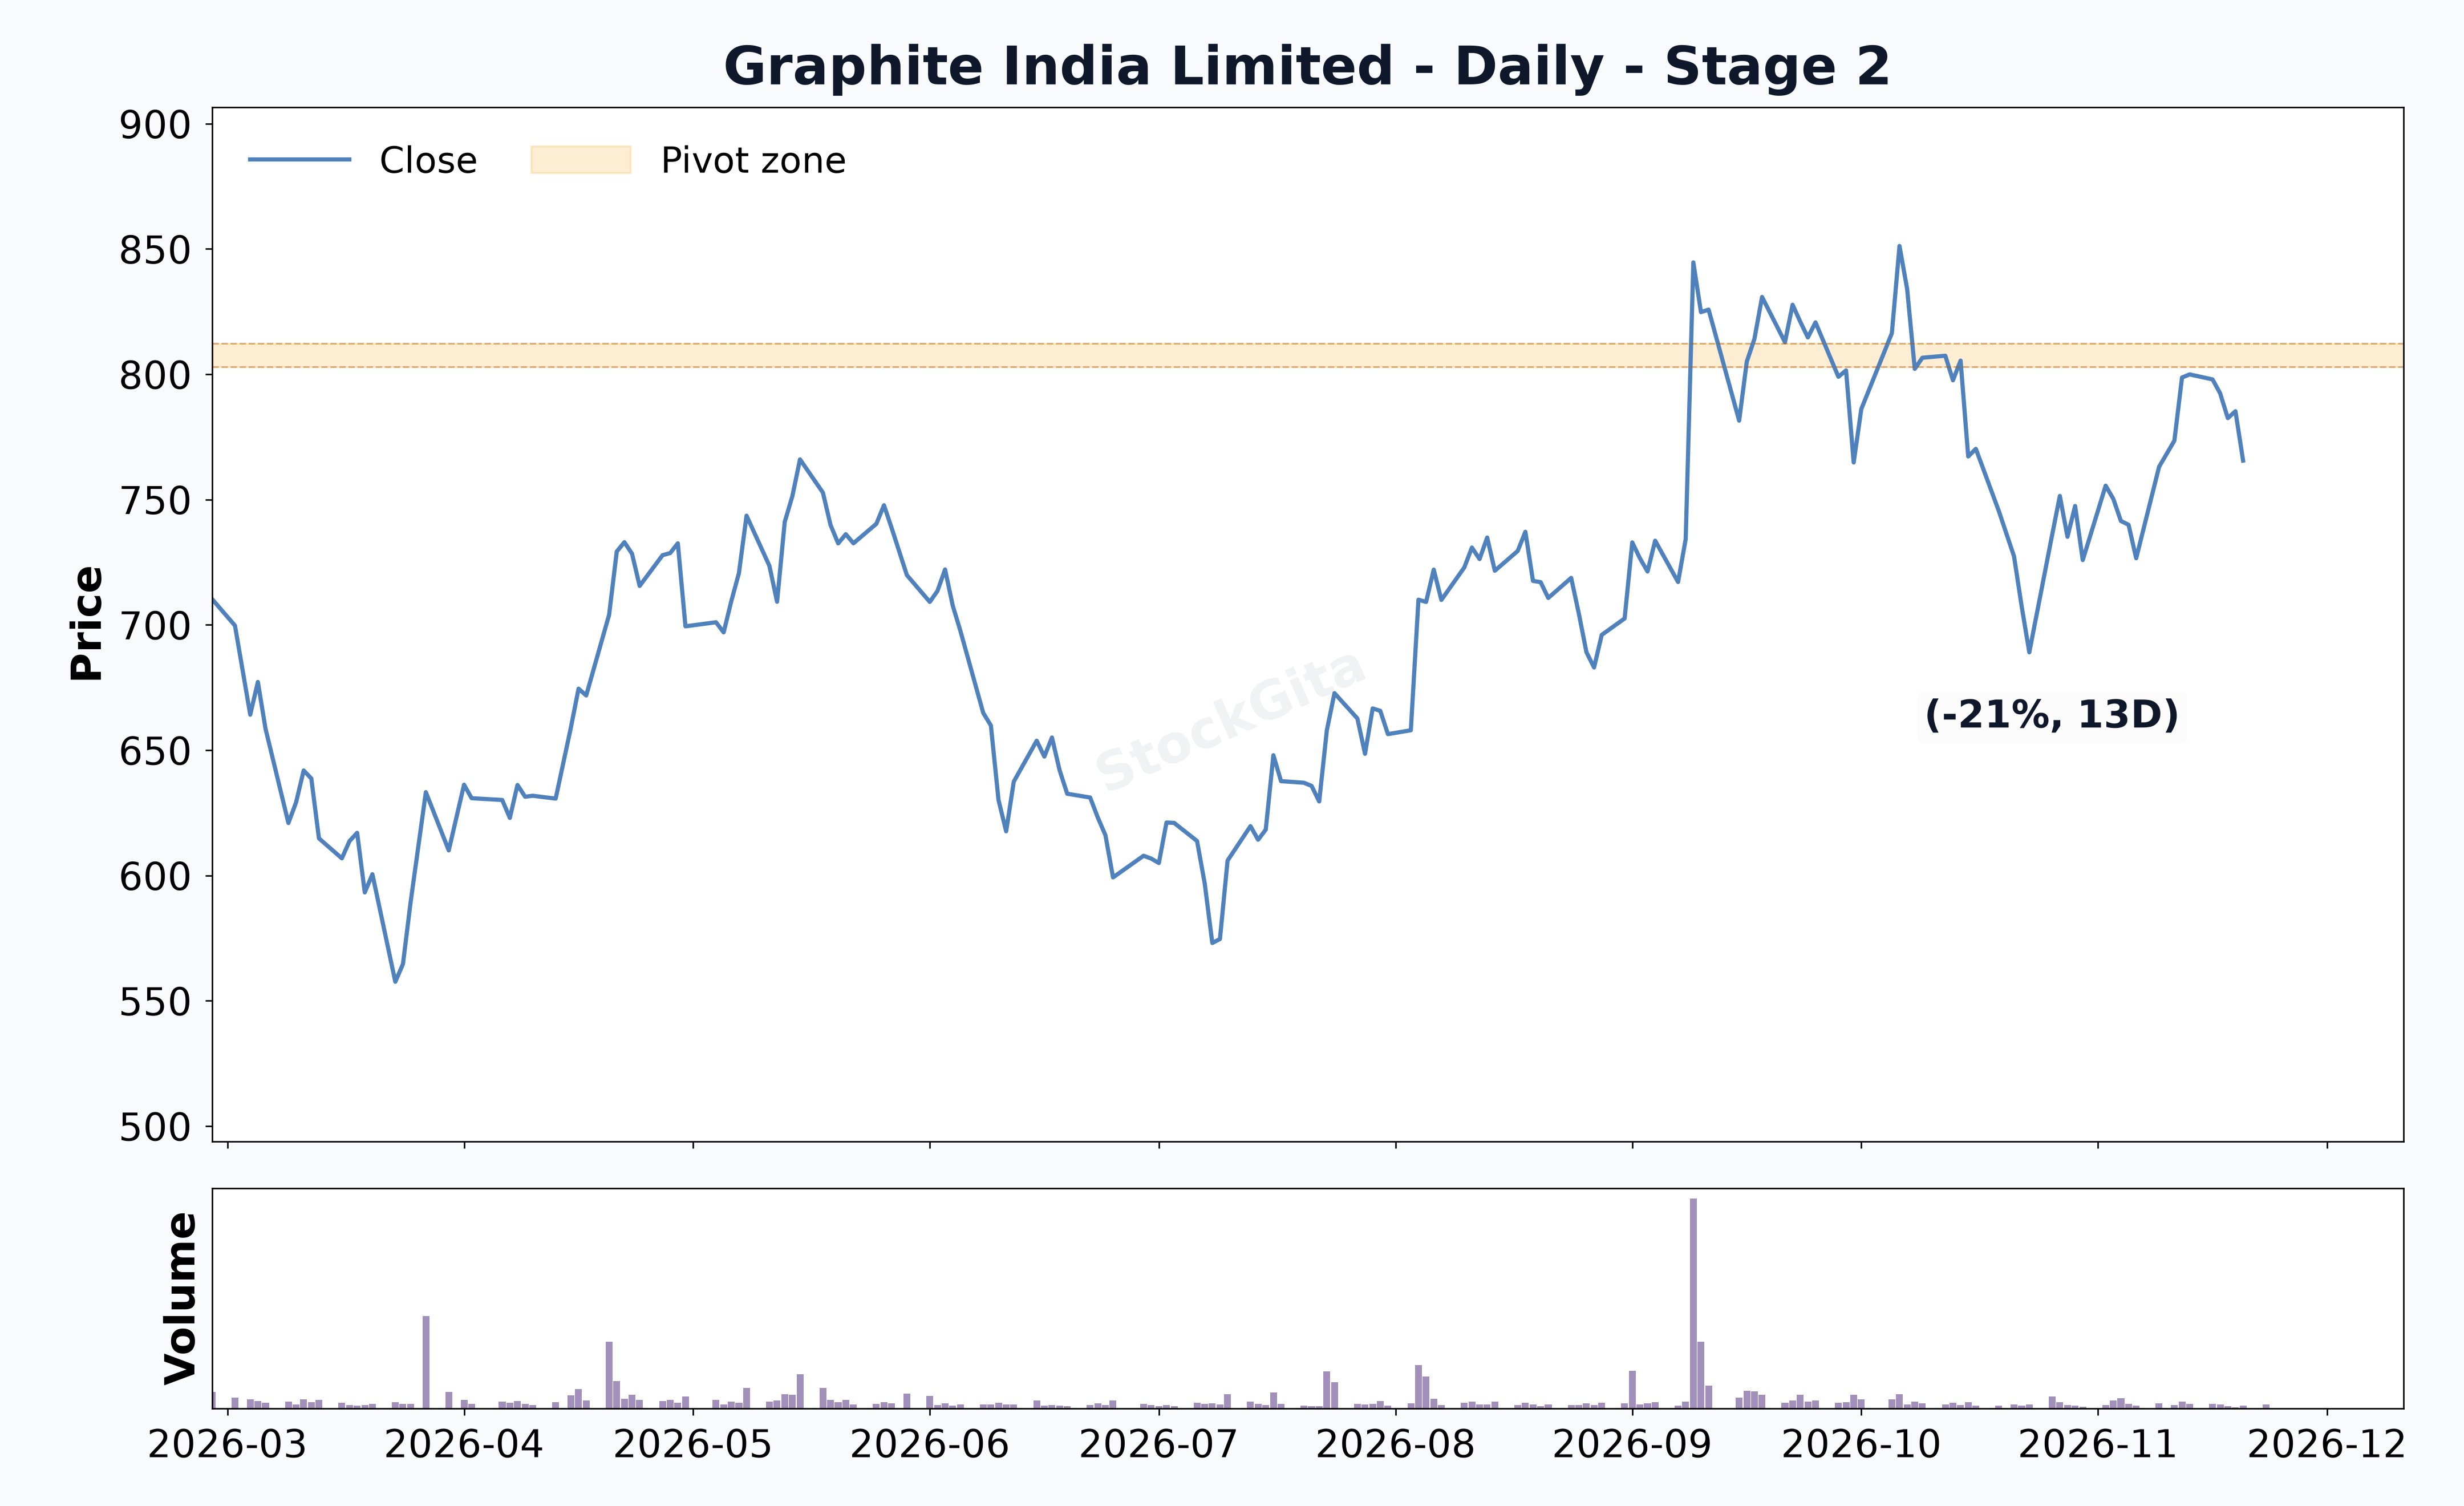 Graphite India Limited - Daily - Stage 2
Close
Pivot zone
Price
900
850
800
750
700
650
600
550
500
StockGita
(-21%, 13D)
Volume
2026-03
2026-04
2026-05
2026-06
2026-07
2026-08
2026-09
2026-10
2026-11
2026-12